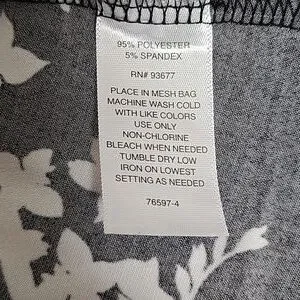 95% POLYESTER
5% SPANDEX
RN# 93677
PLACE IN MESH BAG
MACHINE WASH COLD
WITH LIKE COLORS
USE ONLY
NON-CHLORINE
BLEACH WHEN NEEDED
TUMBLE DRY LOW
IRON ON LOWEST
SETTING AS NEEDED
76597-4